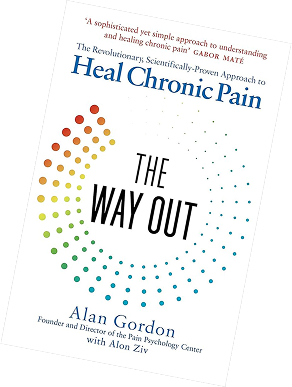 'A sophisticated yet simple approach to understanding
and healing chronic pain' GABOR MATÉ
The Revolutionary, Scientifically-Proven Approach to
Heal Chronic Pain
THE
WAY OUT
Alan Gordon
Founder and Director of the Pain Psychology Center
with Alon Ziv